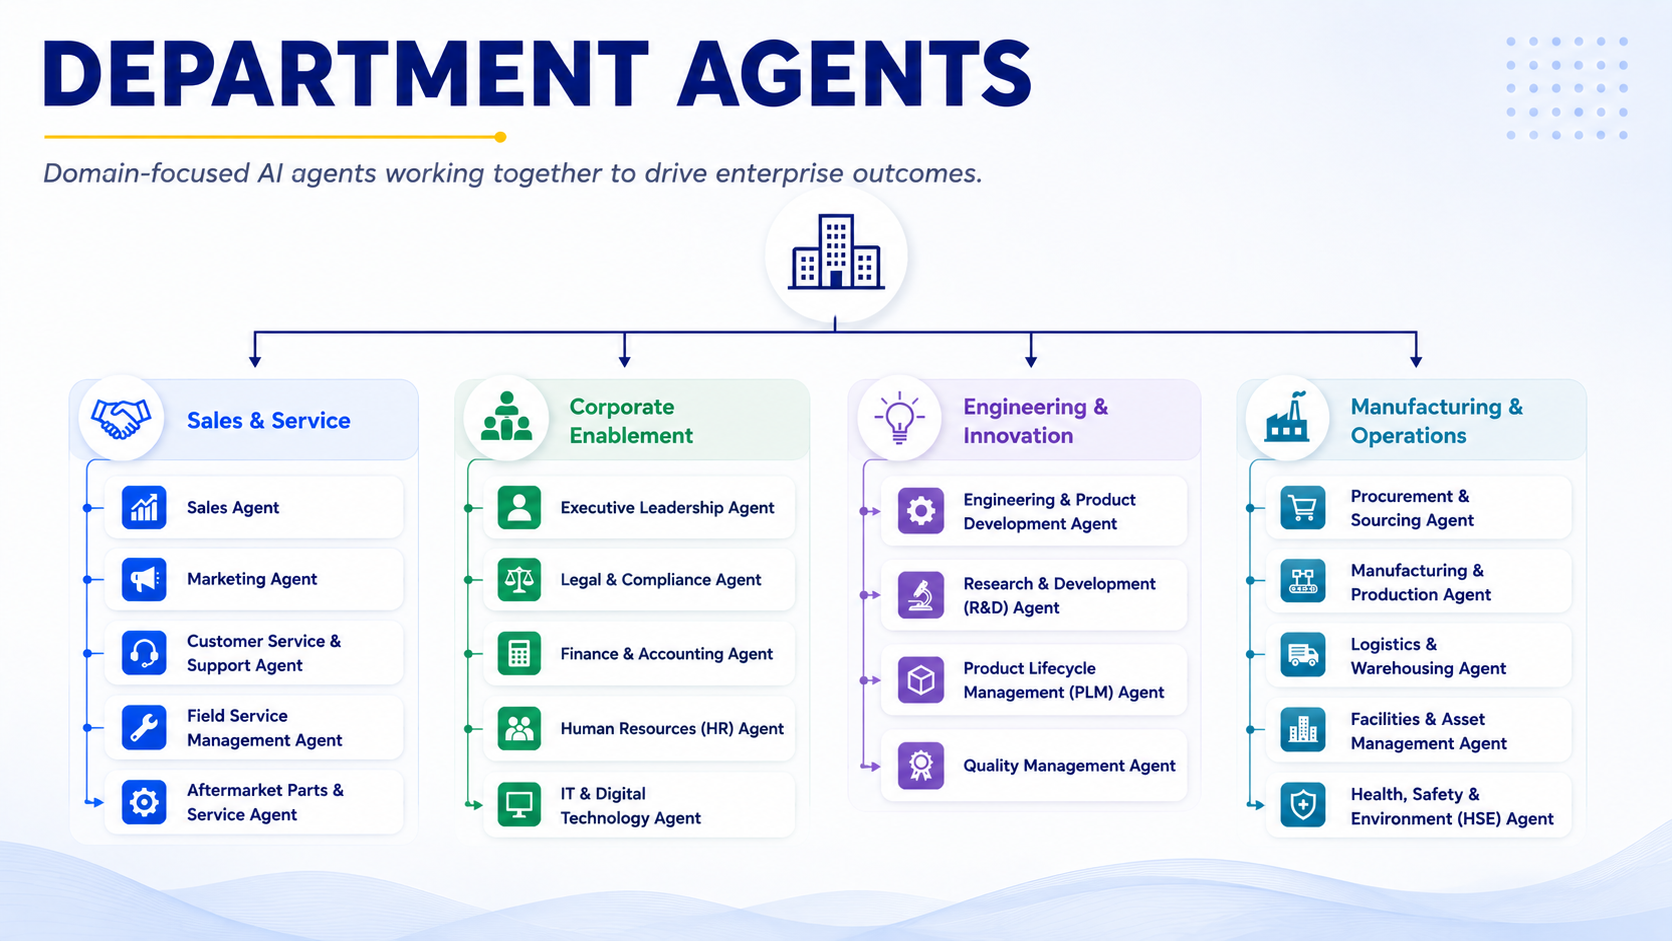 DEPARTMENT AGENTS
Domain-focused AI agents working together to drive enterprise outcomes.
Sales & Service
Sales Agent
Marketing Agent
Customer Service &
Support Agent
Field Service
Management Agent
Aftermarket Parts &
Service Agent
Corporate
Enablement
Executive Leadership Agent
Legal & Compliance Agent
Finance & Accounting Agent
Human Resources (HR) Agent
IT & Digital
Technology Agent
Engineering &
Innovation
Engineering & Product
Development Agent
Research & Development
(R&D) Agent
Product Lifecycle
Management (PLM) Agent
Quality Management Agent
Manufacturing &
Operations
Procurement &
Sourcing Agent
Manufacturing &
Production Agent
Logistics &
Warehousing Agent
Facilities & Asset
Management Agent
Health, Safety &
Environment (HSE) Agent